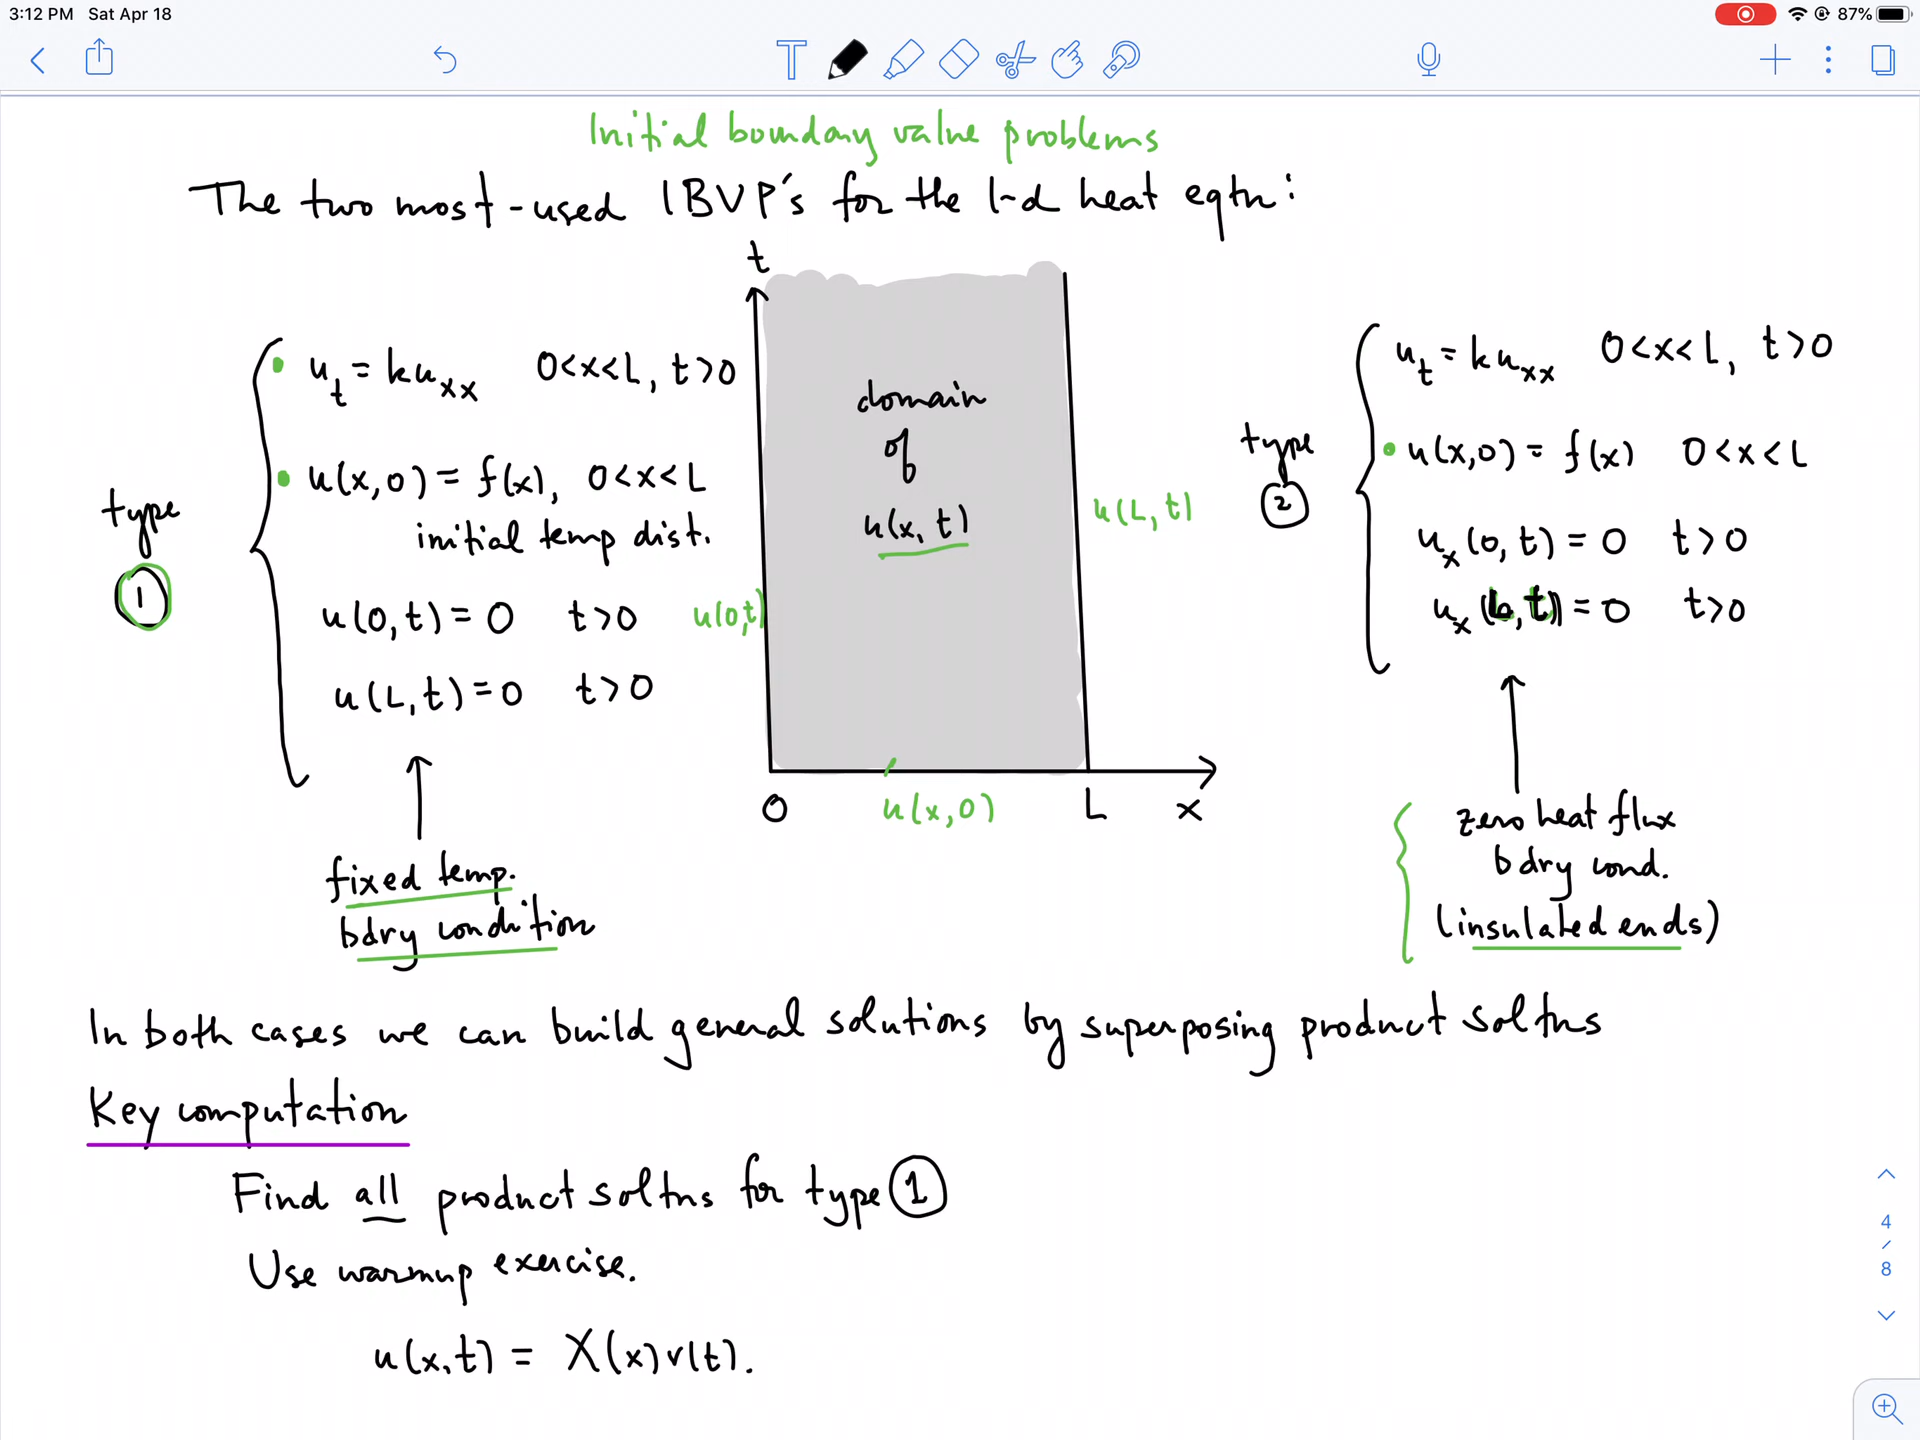 3:12 PM Sat Apr 18
87%
Initial boundary value problems
The two most-used IBVP's for the 1-d heat eqtn:
t
type
①
u_t = ku_xx 0<x<L, t>0
u(x,0) = f(x), 0<x<L
initial temp dist.
u(0,t) = 0 t>0
u(L,t) = 0 t>0
fixed temp.
bdry condition
domain
of
u(x,t)
u(0,t)
u(L,t)
0
u(x,0)
L
x
type
②
u_t = ku_xx 0<x<L, t>0
u(x,0) = f(x) 0<x<L
u_x(0,t) = 0 t>0
u_x(L,t) = 0 t>0
zero heat flux
bdry cond.
(insulated ends)
In both cases we can build general solutions by superposing product soltns
Key computation
Find all product soltns for type ①
Use warmup exercise.
u(x,t) = X(x)v(t).
4
/
8